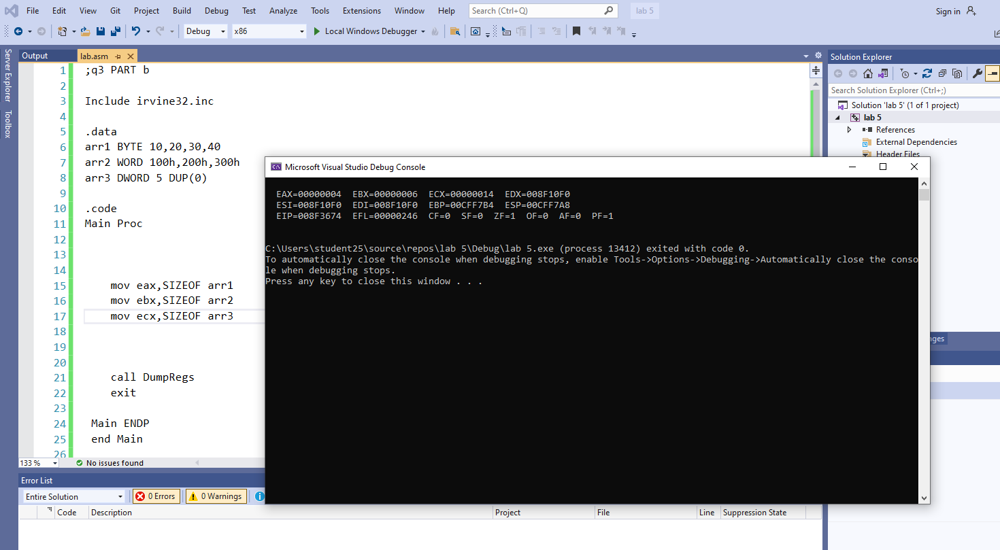 File Edit View Git Project Build Debug Test Analyze Tools Extensions Window Help Search (Ctrl+Q) lab 5 Sign in
Debug x86 Local Windows Debugger
Server Explorer
Toolbox
Output lab.asm
1 ;q3 PART b
2
3 Include irvine32.inc
4
5 .data
6 arr1 BYTE 10,20,30,40
7 arr2 WORD 100h,200h,300h
8 arr3 DWORD 5 DUP(0)
9
10 .code
11 Main Proc
12
13
14
15 mov eax,SIZEOF arr1
16 mov ebx,SIZEOF arr2
17 mov ecx,SIZEOF arr3
18
19
20
21 call DumpRegs
22 exit
23
24 Main ENDP
25 end Main
26
133 % No issues found
Microsoft Visual Studio Debug Console
EAX=00000004 EBX=00000006 ECX=00000014 EDX=008F10F0
ESI=008F10F0 EDI=008F10F0 EBP=00CFF7B4 ESP=00CFF7A8
EIP=008F3674 EFL=00000246 CF=0 SF=0 ZF=1 OF=0 AF=0 PF=1
C:\Users\student25\source\repos\lab 5\Debug\lab 5.exe (process 13412) exited with code 0.
To automatically close the console when debugging stops, enable Tools->Options->Debugging->Automatically close the conso
le when debugging stops.
Press any key to close this window . . .
Solution Explorer
Search Solution Explorer (Ctrl+;)
Solution 'lab 5' (1 of 1 project)
lab 5
References
External Dependencies
Header Files
Error List
Entire Solution 0 Errors 0 Warnings
Code Description Project File Line Suppression State